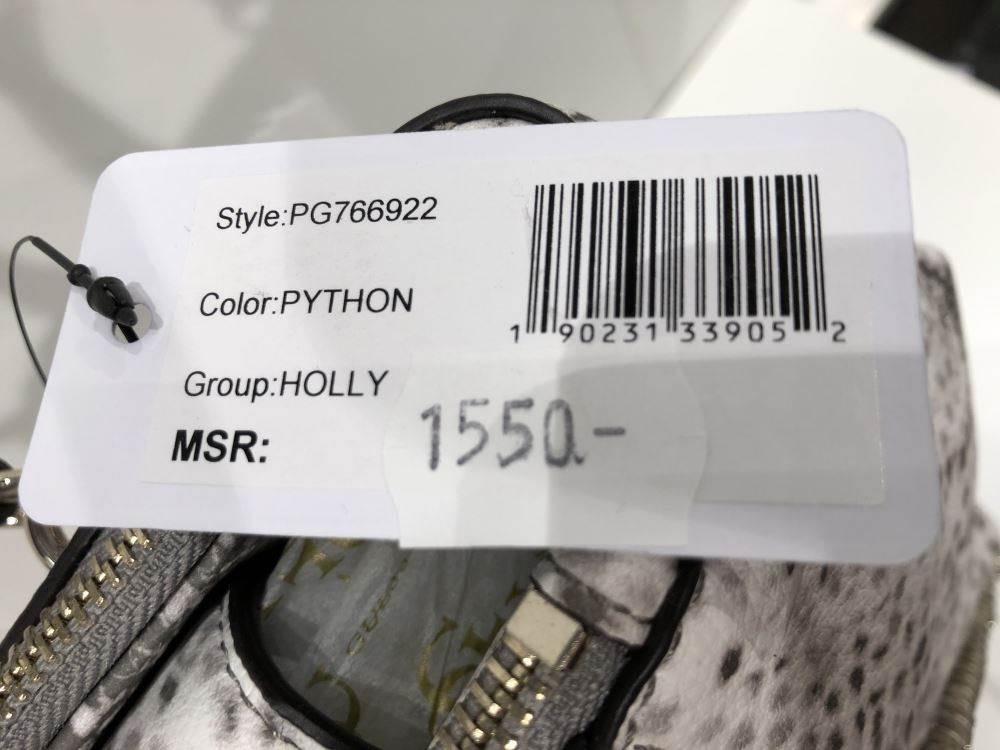 Style:PG766922
Color:PYTHON
Group:HOLLY
MSR:
1550.-
1 90231 33905 2